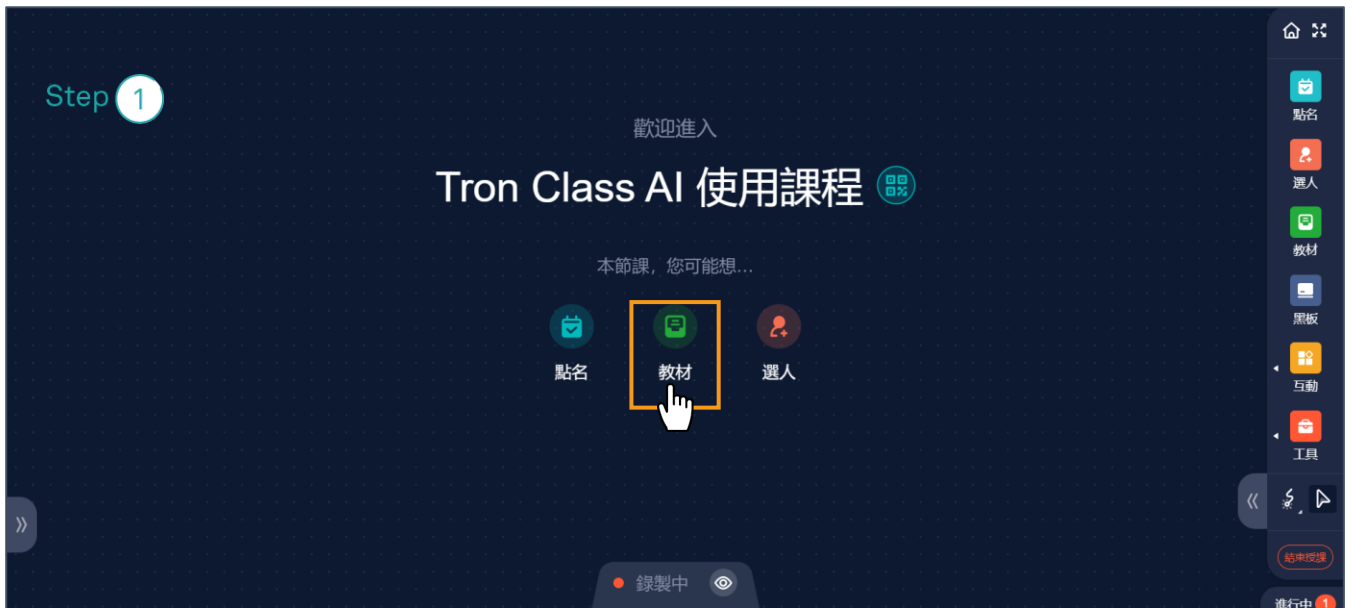 Step 1
歡迎進入
Tron Class AI 使用課程
本節課，您可能想...
點名
教材
選人
點名
選人
教材
黑板
互動
工具
結束授課
錄製中
進行中 1